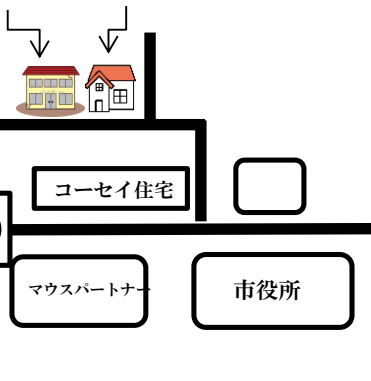 コーセイ住宅
マウスパートナー
市役所